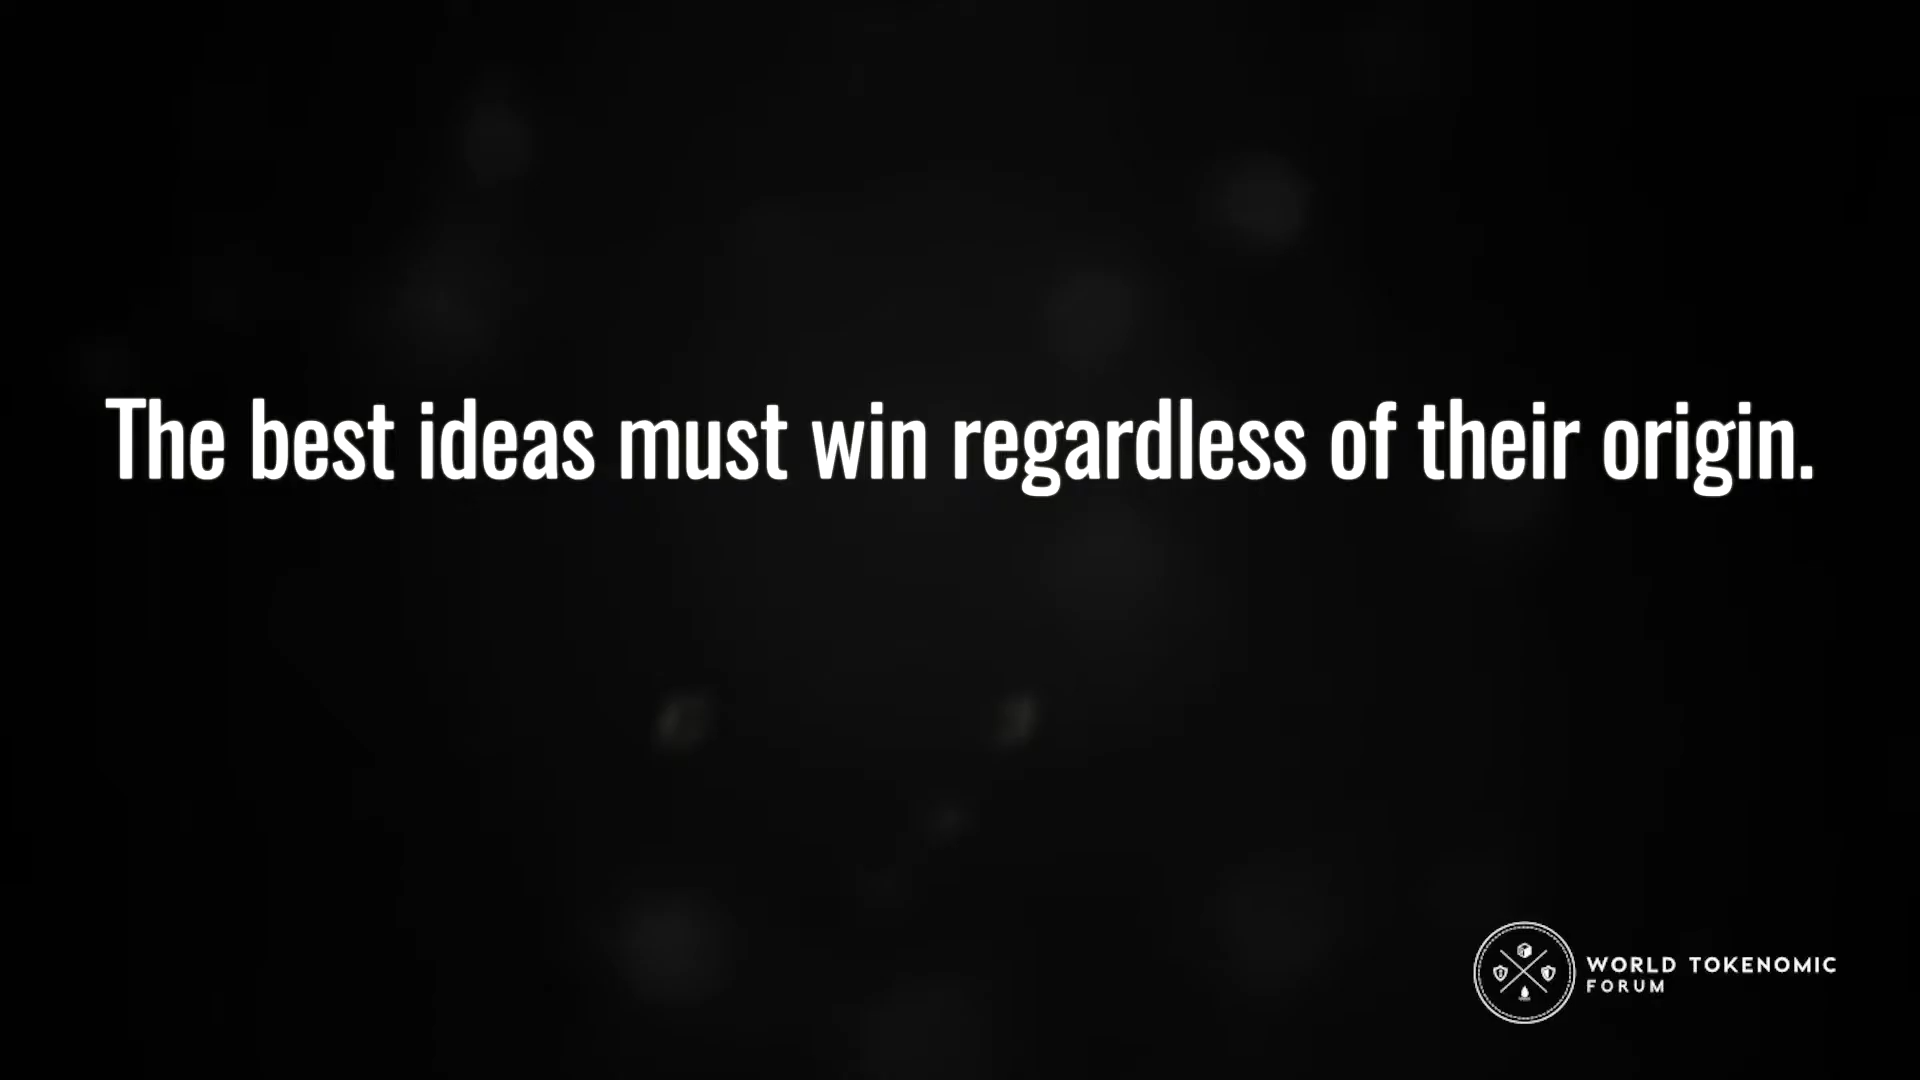 The best ideas must win regardless of their origin.
WORLD TOKENOMIC
FORUM